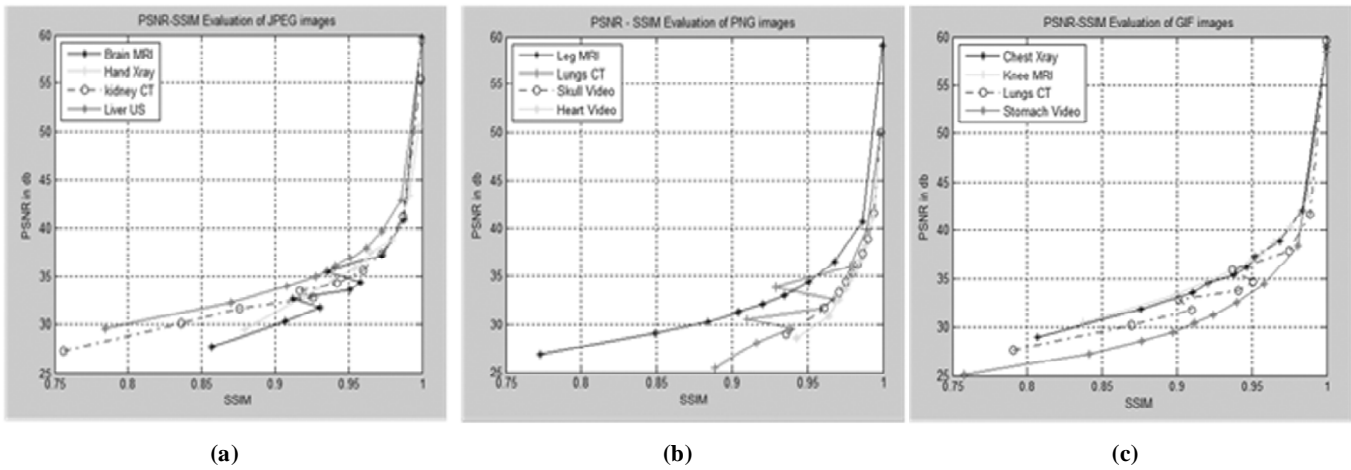 PSNR-SSIM Evaluation of JPEG images
60
55
50
45
40
35
30
25
PSNR in db
Brain MRI
Hand Xray
kidney CT
Liver US
0.75 0.8 0.85 0.9 0.95 1
SSIM
(a)
PSNR - SSIM Evaluation of PNG images
60
55
50
45
40
35
30
25
PSNR in db
Leg MRI
Lungs CT
Skull Video
Heart Video
0.75 0.8 0.85 0.9 0.95 1
SSIM
(b)
PSNR-SSIM Evaluation of GIF images
60
55
50
45
40
35
30
25
PSNR in db
Chest Xray
Knee MRI
Lungs CT
Stomach Video
0.75 0.8 0.85 0.9 0.95 1
SSIM
(c)